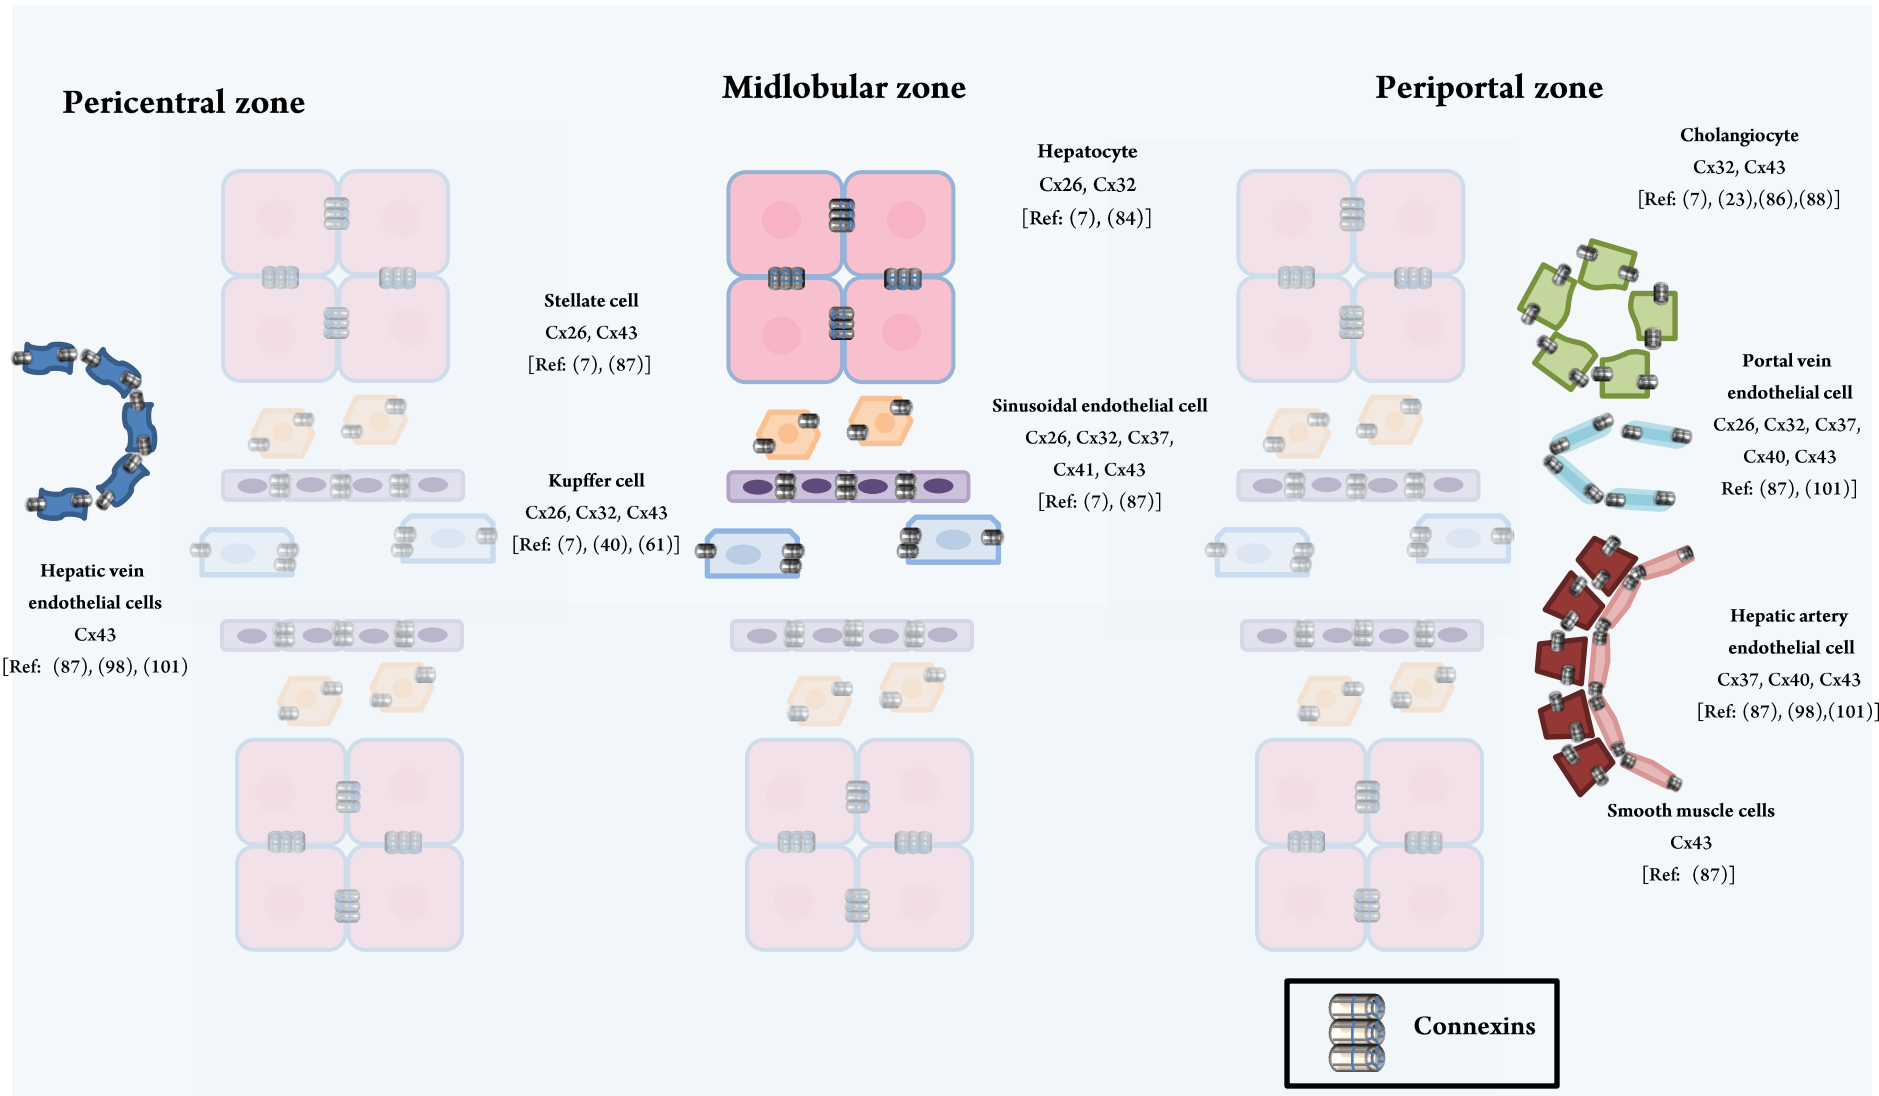 Pericentral zone
Midlobular zone
Periportal zone
Cholangiocyte
Cx32, Cx43
[Ref: (7), (23),(86),(88)]
Hepatocyte
Cx26, Cx32
[Ref: (7), (84)]
Stellate cell
Cx26, Cx43
[Ref: (7), (87)]
Portal vein
endothelial cell
Cx26, Cx32, Cx37,
Cx40, Cx43
Ref: (87), (101)]
Sinusoidal endothelial cell
Cx26, Cx32, Cx37,
Cx41, Cx43
[Ref: (7), (87)]
Kupffer cell
Cx26, Cx32, Cx43
[Ref: (7), (40), (61)]
Hepatic vein
endothelial cells
Cx43
[Ref: (87), (98), (101)
Hepatic artery
endothelial cell
Cx37, Cx40, Cx43
[Ref: (87), (98),(101)]
Smooth muscle cells
Cx43
[Ref: (87)]
Connexins